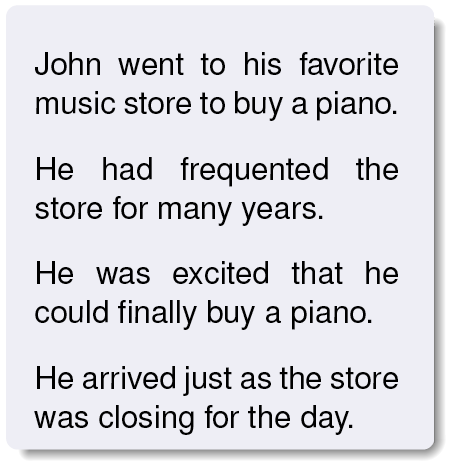 John went to his favorite
music store to buy a piano.
He had frequented the
store for many years.
He was excited that he
could finally buy a piano.
He arrived just as the store
was closing for the day.